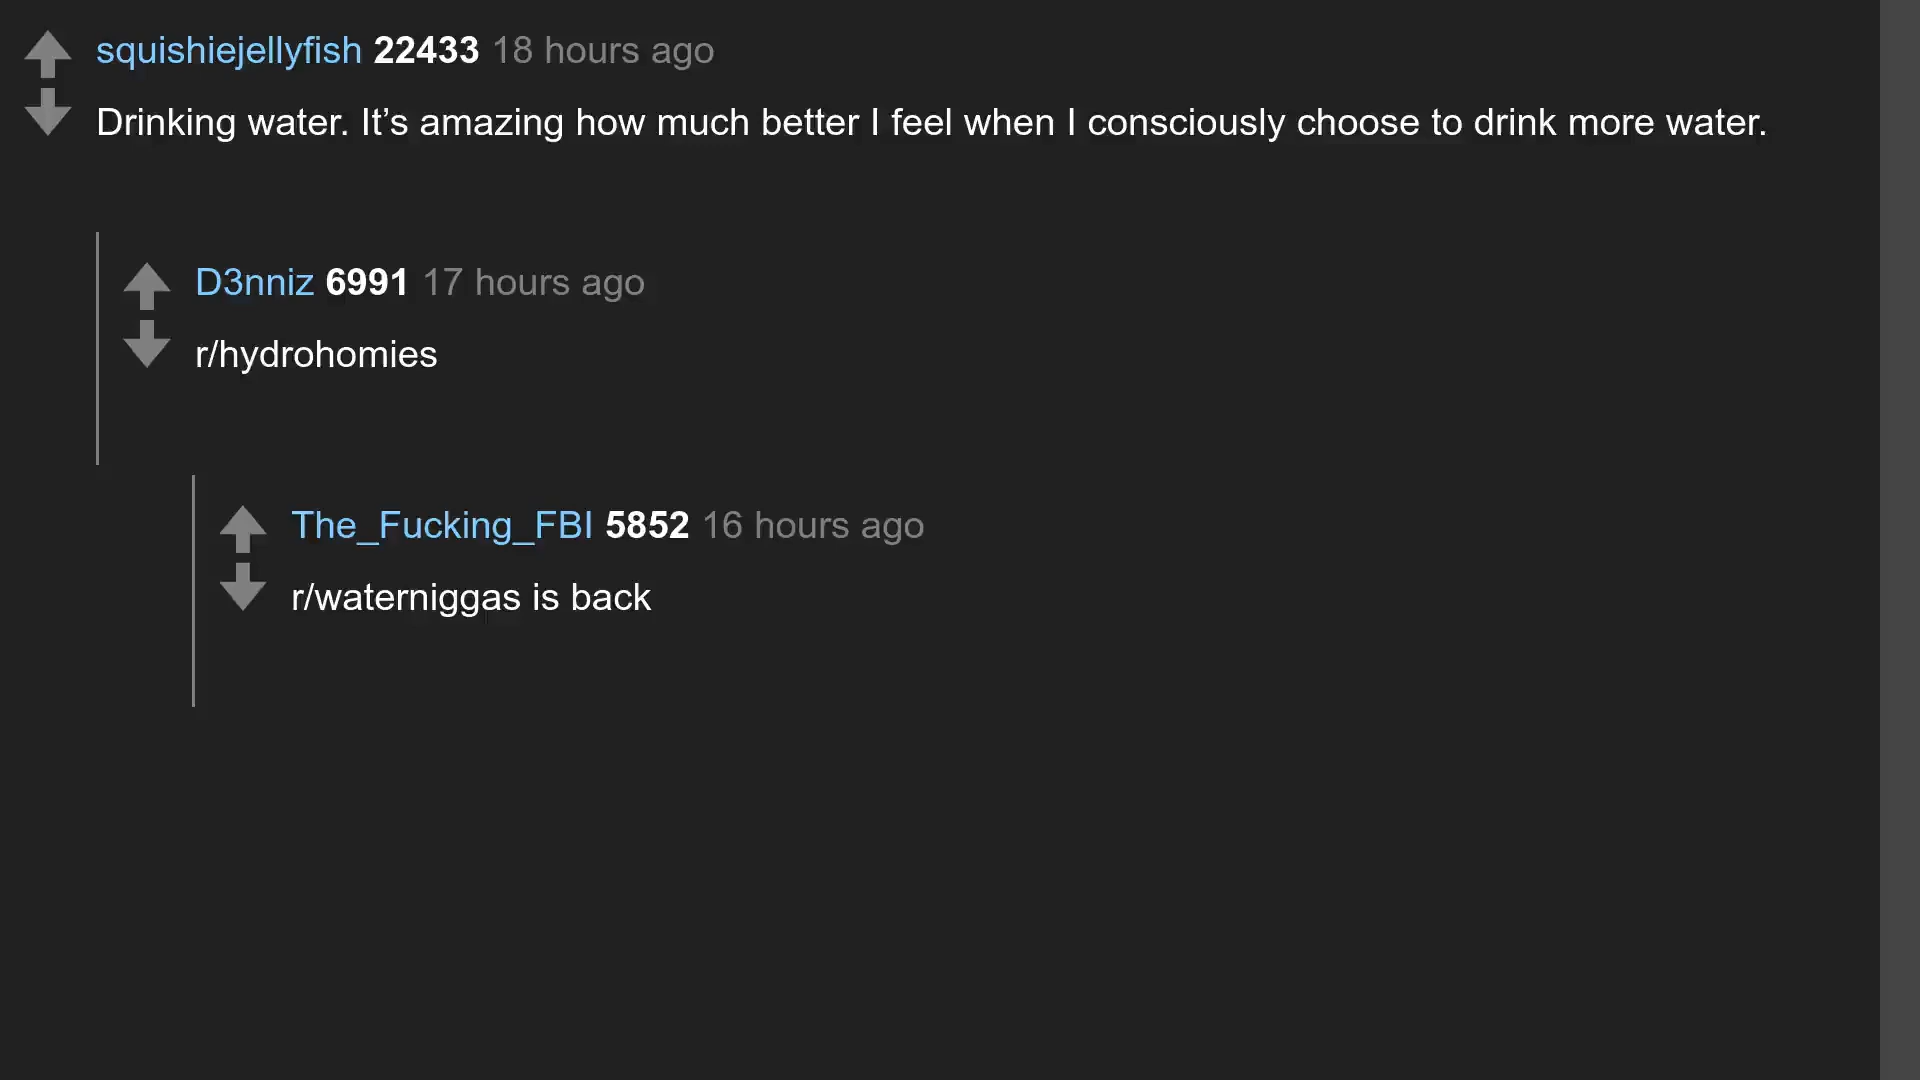 squishiejellyfish 22433 18 hours ago
Drinking water. It’s amazing how much better I feel when I consciously choose to drink more water.
D3nniz 6991 17 hours ago
r/hydrohomies
The_Fucking_FBI 5852 16 hours ago
r/waterniggas is back